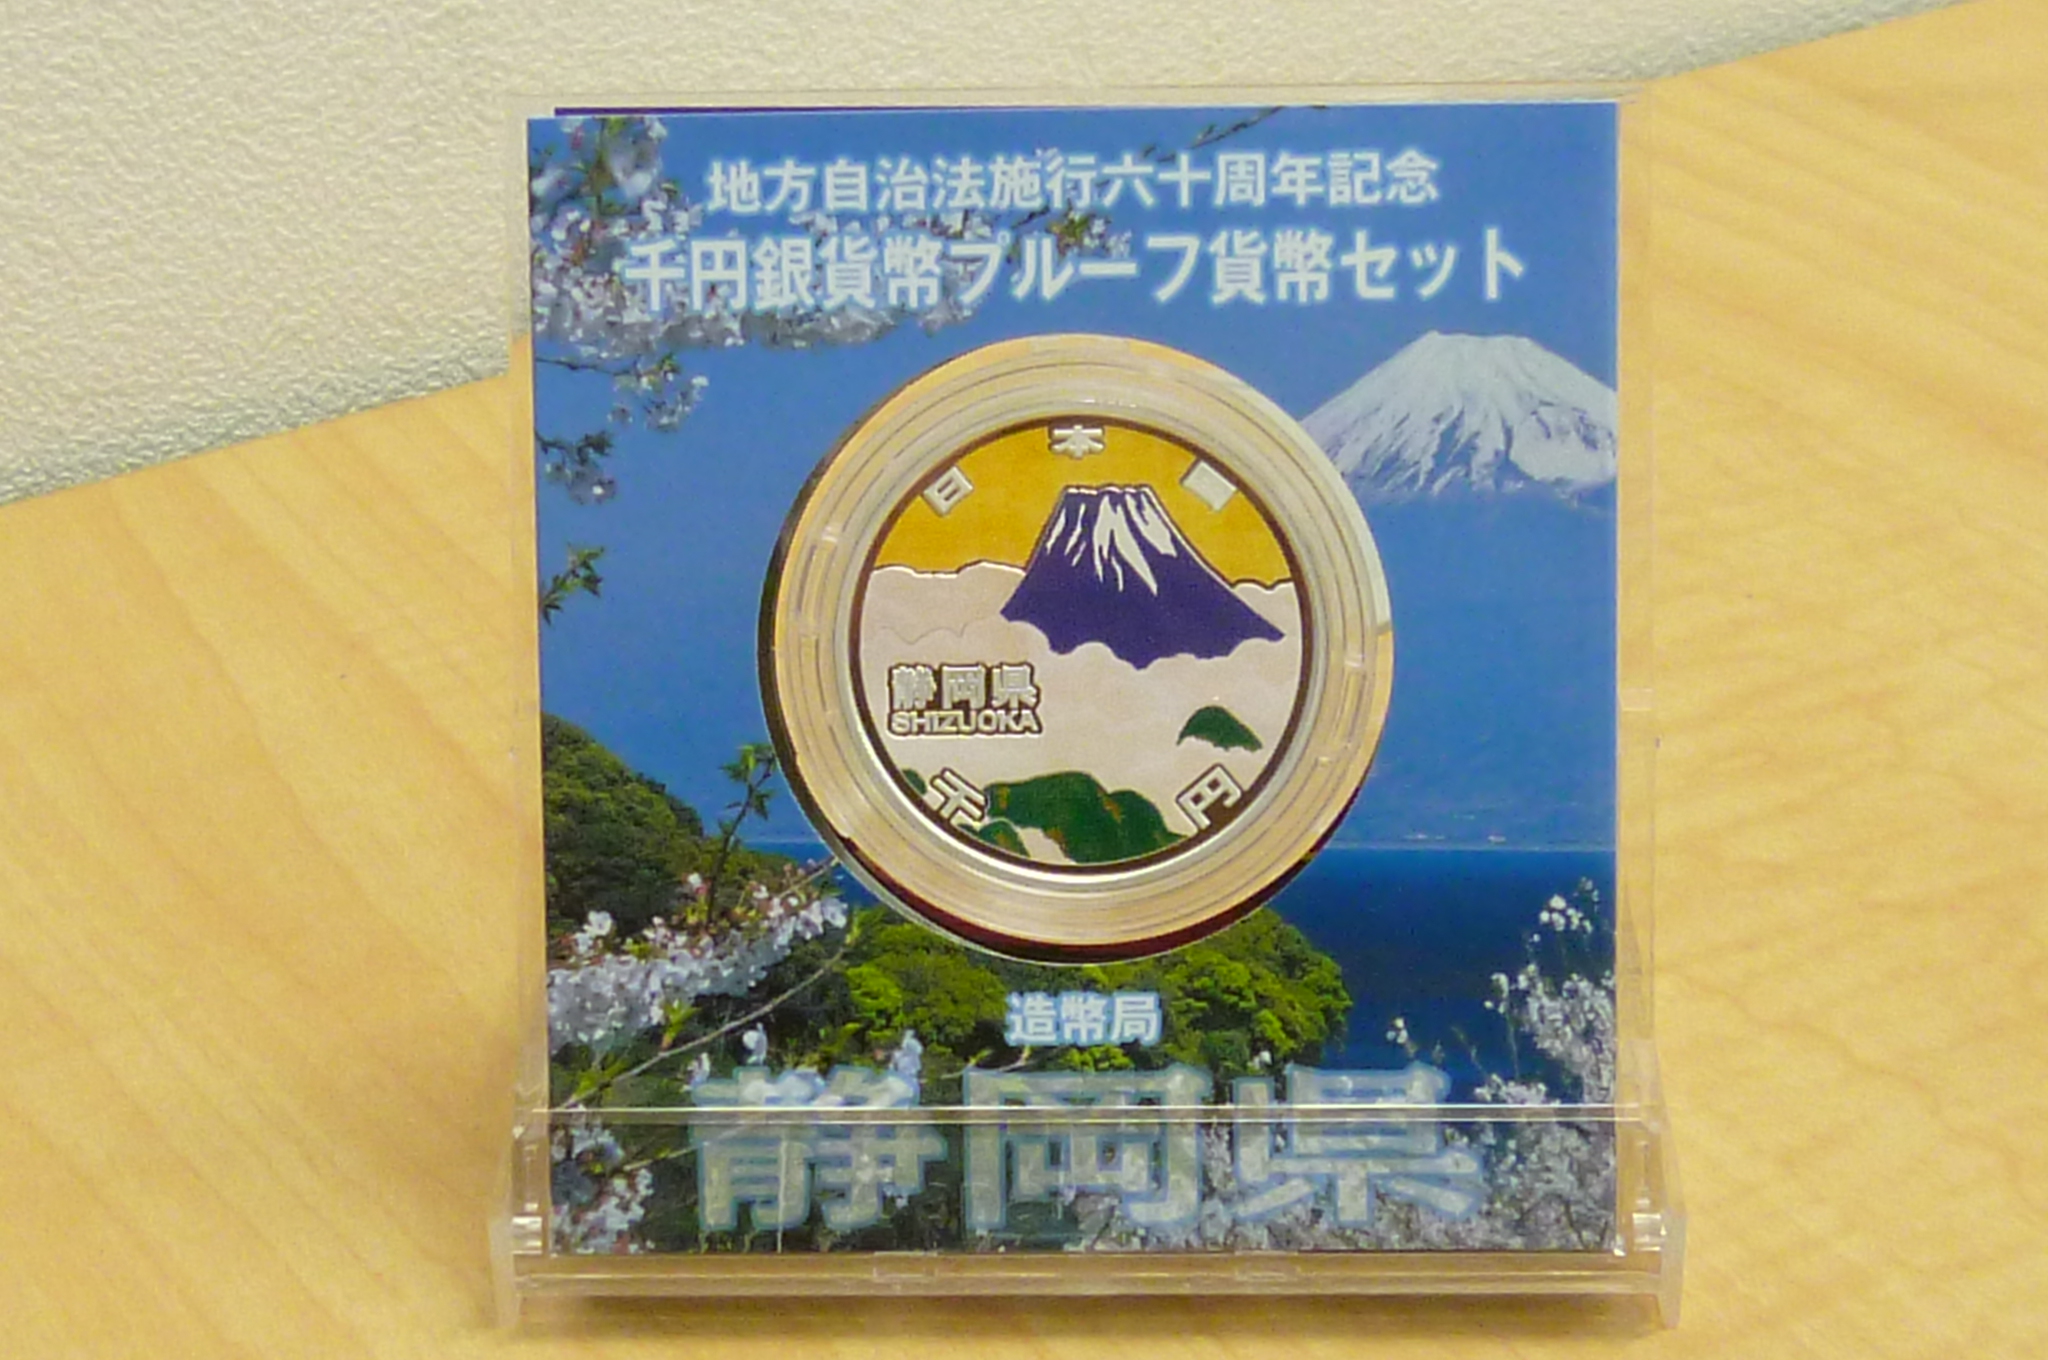 地方自治法施行六十周年記念
千円銀貨幣プルーフ貨幣セット
日本国
静岡県
SHIZUOKA
千円
造幣局
静岡県